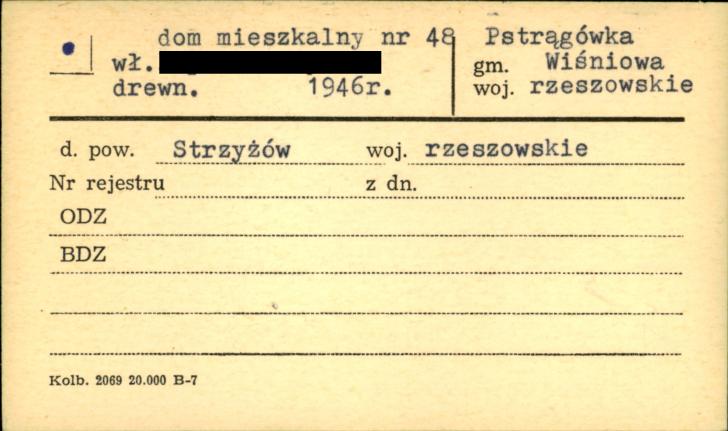 dom mieszkalny nr 48
wł.
drewn. 1946r.
Pstrągówka
gm. Wiśniowa
woj. rzeszowskie
d. pow. Strzyżów woj. rzeszowskie
Nr rejestru z dn.
ODZ
BDZ
Kolb. 2069 20.000 B-7